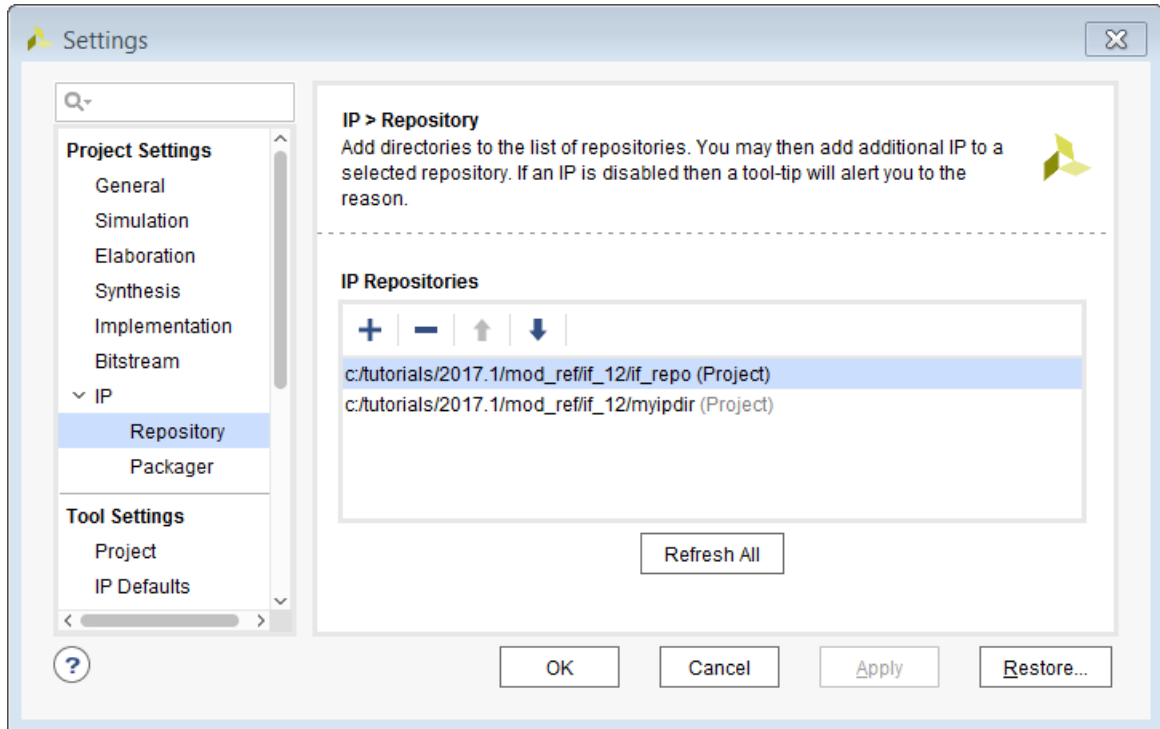 Settings
Project Settings
General
Simulation
Elaboration
Synthesis
Implementation
Bitstream
IP
Repository
Packager
Tool Settings
Project
IP Defaults
IP > Repository
Add directories to the list of repositories. You may then add additional IP to a
selected repository. If an IP is disabled then a tool-tip will alert you to the
reason.
IP Repositories
c:/tutorials/2017.1/mod_ref/if_12/if_repo (Project)
c:/tutorials/2017.1/mod_ref/if_12/myipdir (Project)
Refresh All
?
OK
Cancel
Apply
Restore...